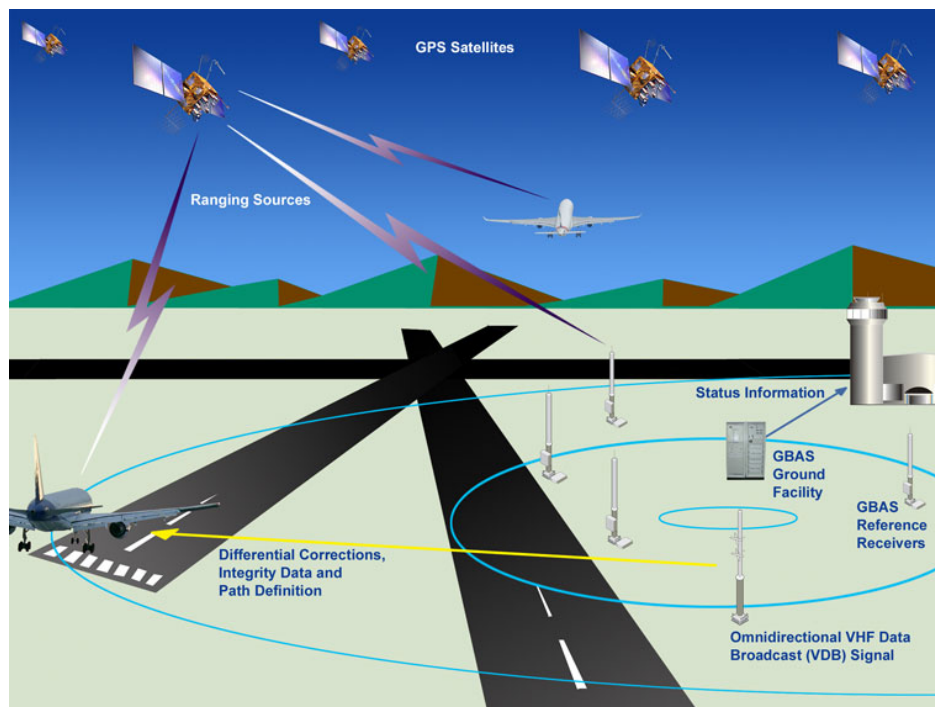 GPS Satellites
Ranging Sources
Status Information
GBAS
Ground
Facility
GBAS
Reference
Receivers
Differential Corrections,
Integrity Data and
Path Definition
Omnidirectional VHF Data
Broadcast (VDB) Signal